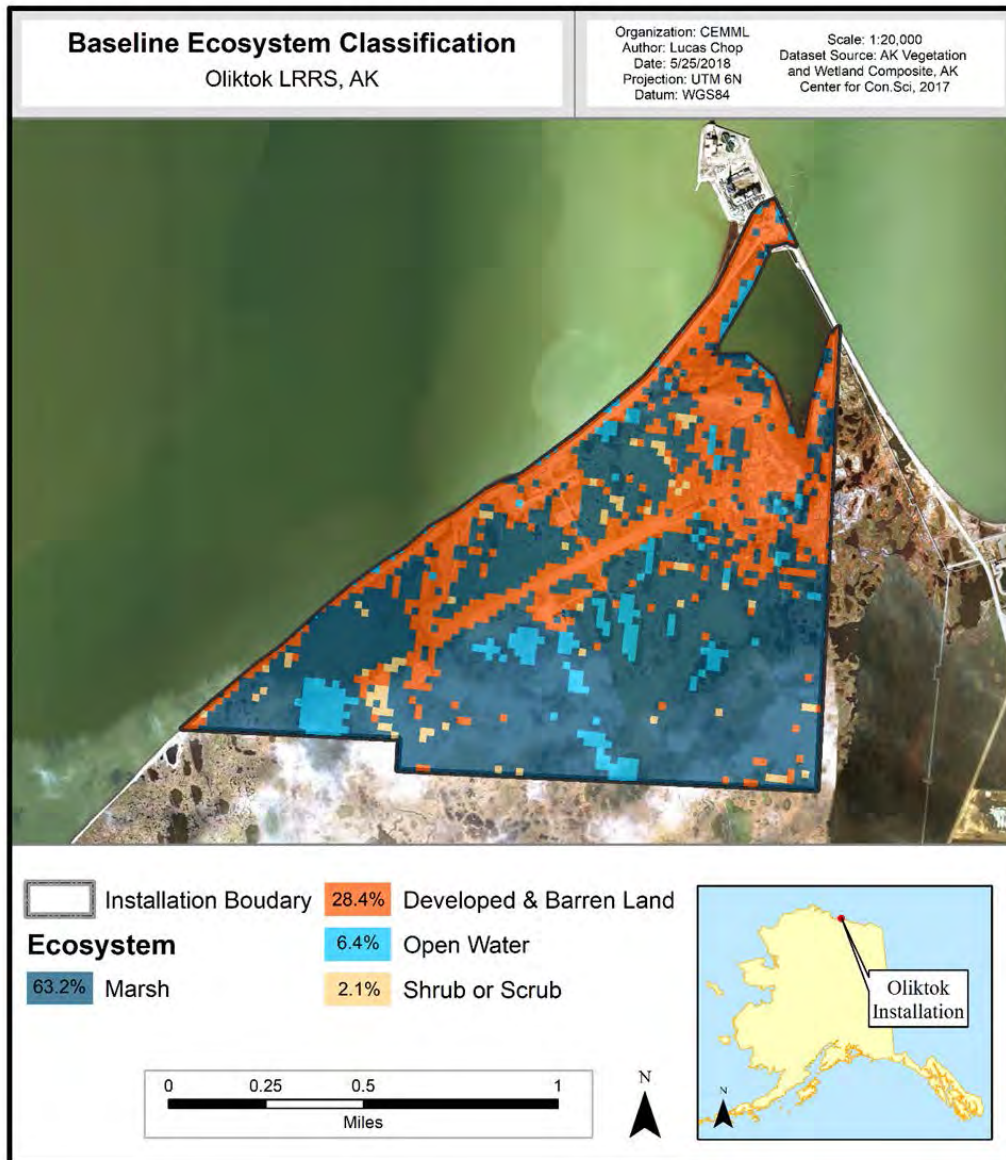 Baseline Ecosystem Classification
Oliktok LRRS, AK
Organization: CEMML
Author: Lucas Chop
Date: 5/25/2018
Projection: UTM 6N
Datum: WGS84
Scale: 1:20,000
Dataset Source: AK Vegetation
and Wetland Composite, AK
Center for Con.Sci, 2017
Installation Boudary
Ecosystem
63.2% Marsh
28.4% Developed & Barren Land
6.4% Open Water
2.1% Shrub or Scrub
0 0.25 0.5 1
Miles
N
Oliktok
Installation
N